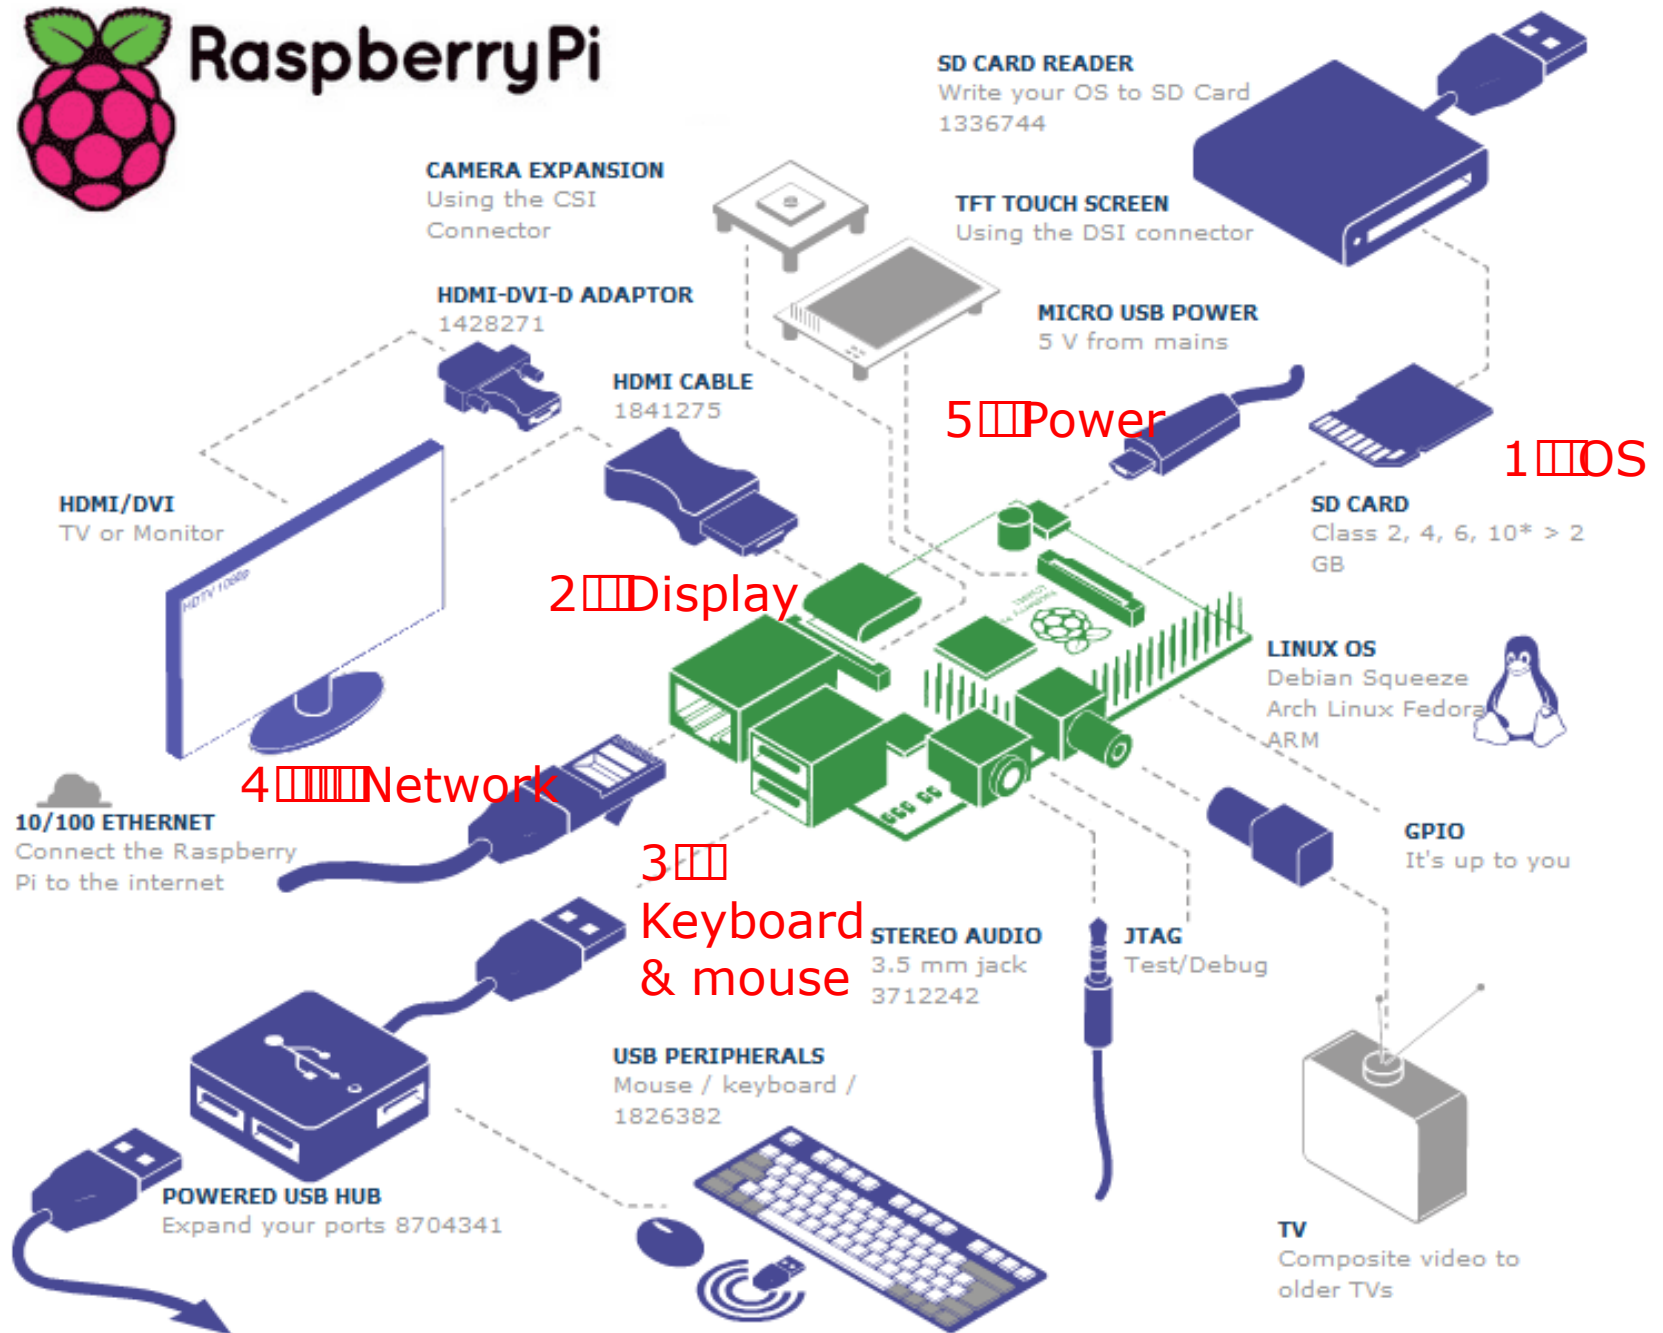 RaspberryPi
SD CARD READER
Write your OS to SD Card
1336744
CAMERA EXPANSION
Using the CSI
Connector
TFT TOUCH SCREEN
Using the DSI connector
HDMI-DVI-D ADAPTOR
1428271
MICRO USB POWER
5 V from mains
HDMI CABLE
1841275
5 Power
1 OS
HDMI/DVI
TV or Monitor
SD CARD
Class 2, 4, 6, 10* > 2
GB
HDTV 1080p
2 Display
LINUX OS
Debian Squeeze
Arch Linux Fedora
ARM
4 Network
10/100 ETHERNET
Connect the Raspberry
Pi to the internet
GPIO
It's up to you
3
Keyboard
& mouse
STEREO AUDIO
3.5 mm jack
3712242
JTAG
Test/Debug
USB PERIPHERALS
Mouse / keyboard /
1826382
POWERED USB HUB
Expand your ports 8704341
TV
Composite video to
older TVs